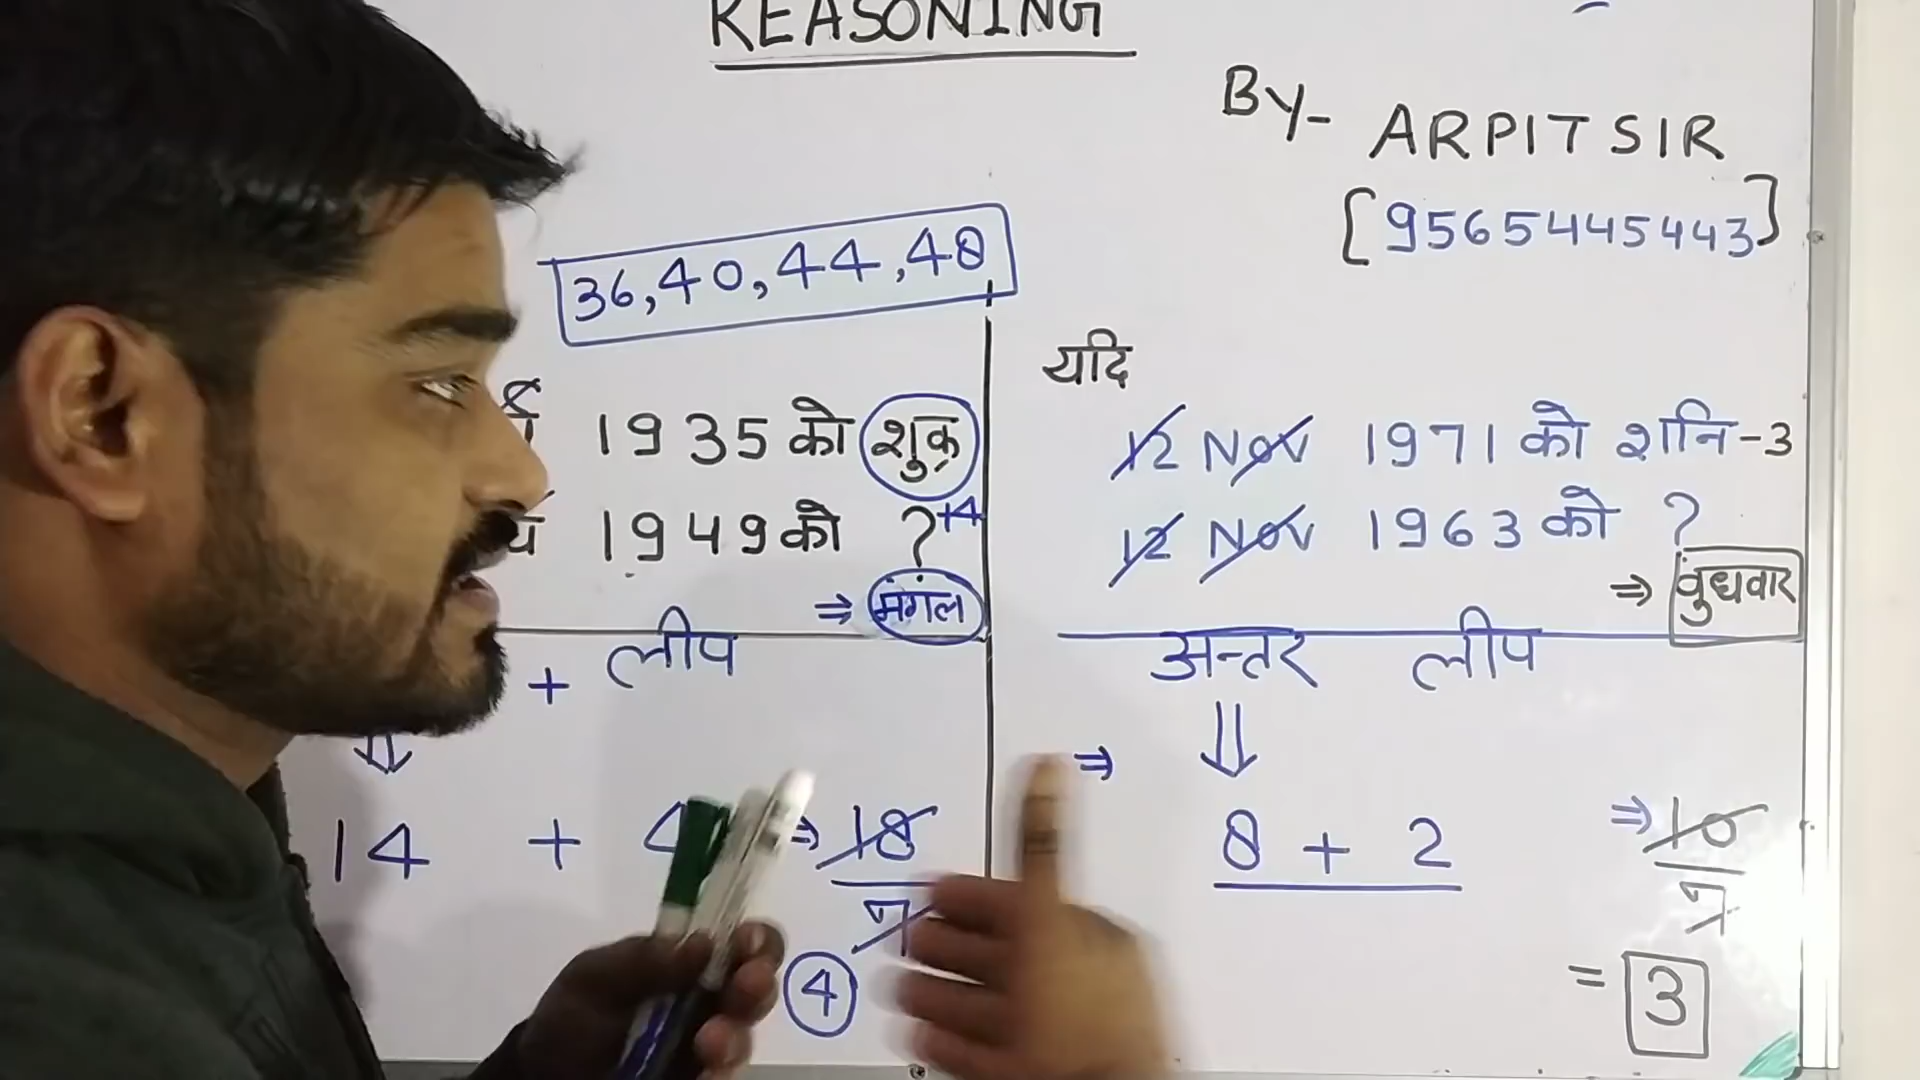 REASONING
By- ARPIT SIR
[9565445443]
36, 40, 44, 48
1935 को शुक्र
1949 को ? +4
⇒ मंगल
+ लीप
⇓
14 + 4 ⇒ 18
7
4
यदि
12 Nov 1971 को शनि -3
12 Nov 1963 को ?
⇒ बुधवार
अन्तर लीप
⇒ ⇓
8 + 2 ⇒ 10
7
= 3